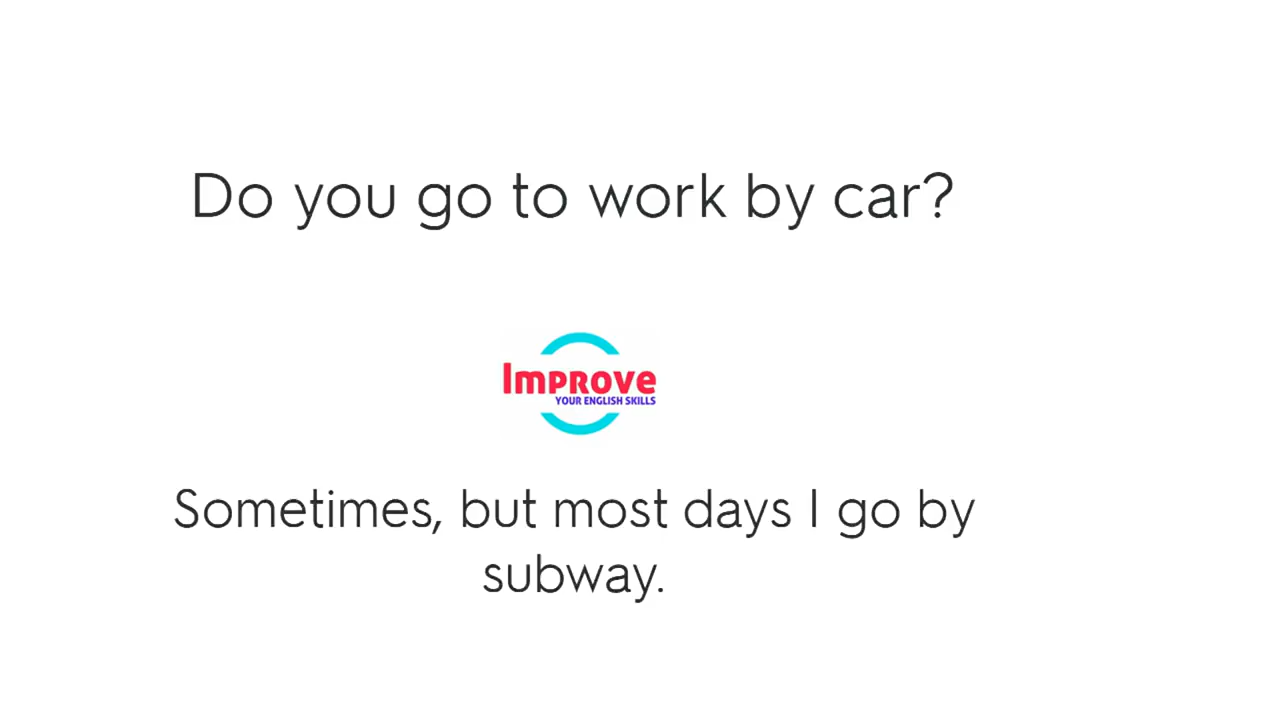 Do you go to work by car?
Improve
YOUR ENGLISH SKILLS
Sometimes, but most days I go by
subway.